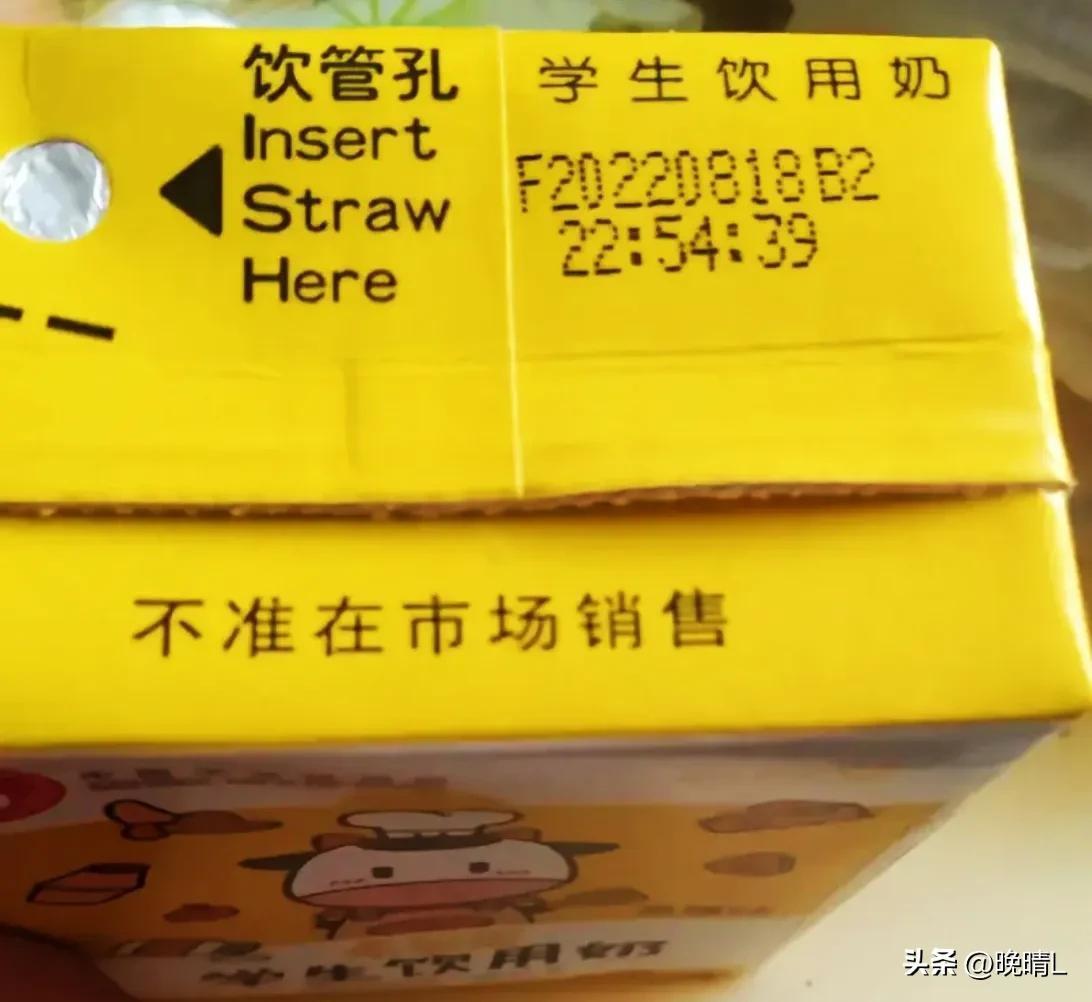 饮管孔
Insert
Straw
Here
学生饮用奶
F20220818B2
22:54:39
不准在市场销售
学生饮用奶
头条 @晚晴L